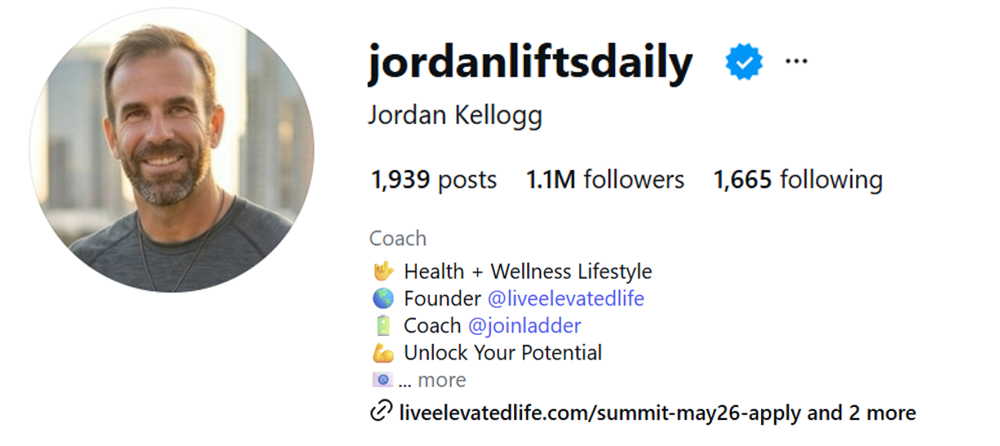 jordanliftsdaily
Jordan Kellogg
1,939 posts 1.1M followers 1,665 following
Coach
🤟 Health + Wellness Lifestyle
🌎 Founder @liveelevatedlife
🔋 Coach @joinladder
💪 Unlock Your Potential
... more
liveelevatedlife.com/summit-may26-apply and 2 more